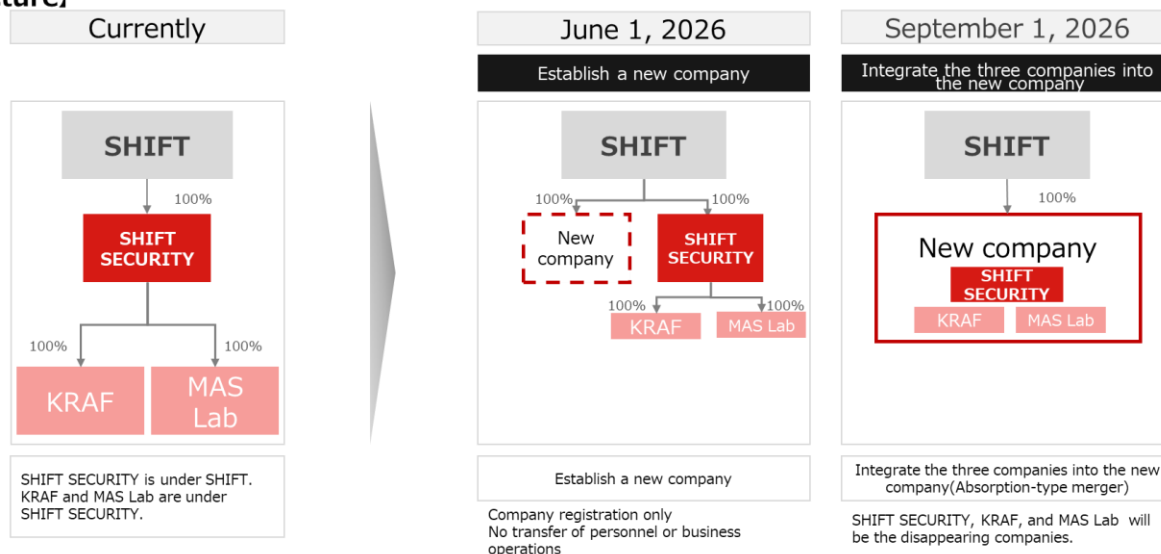 Currently
SHIFT
100%
SHIFT
SECURITY
100%
100%
KRAF
MAS
Lab
SHIFT SECURITY is under SHIFT.
KRAF and MAS Lab are under
SHIFT SECURITY.
June 1, 2026
Establish a new company
SHIFT
100%
100%
New
company
SHIFT
SECURITY
100%
100%
KRAF
MAS Lab
Establish a new company
Company registration only
No transfer of personnel or business
operations
September 1, 2026
Integrate the three companies into
the new company
SHIFT
100%
New company
SHIFT
SECURITY
KRAF
MAS Lab
Integrate the three companies into the new
company(Absorption-type merger)
SHIFT SECURITY, KRAF, and MAS Lab will
be the disappearing companies.